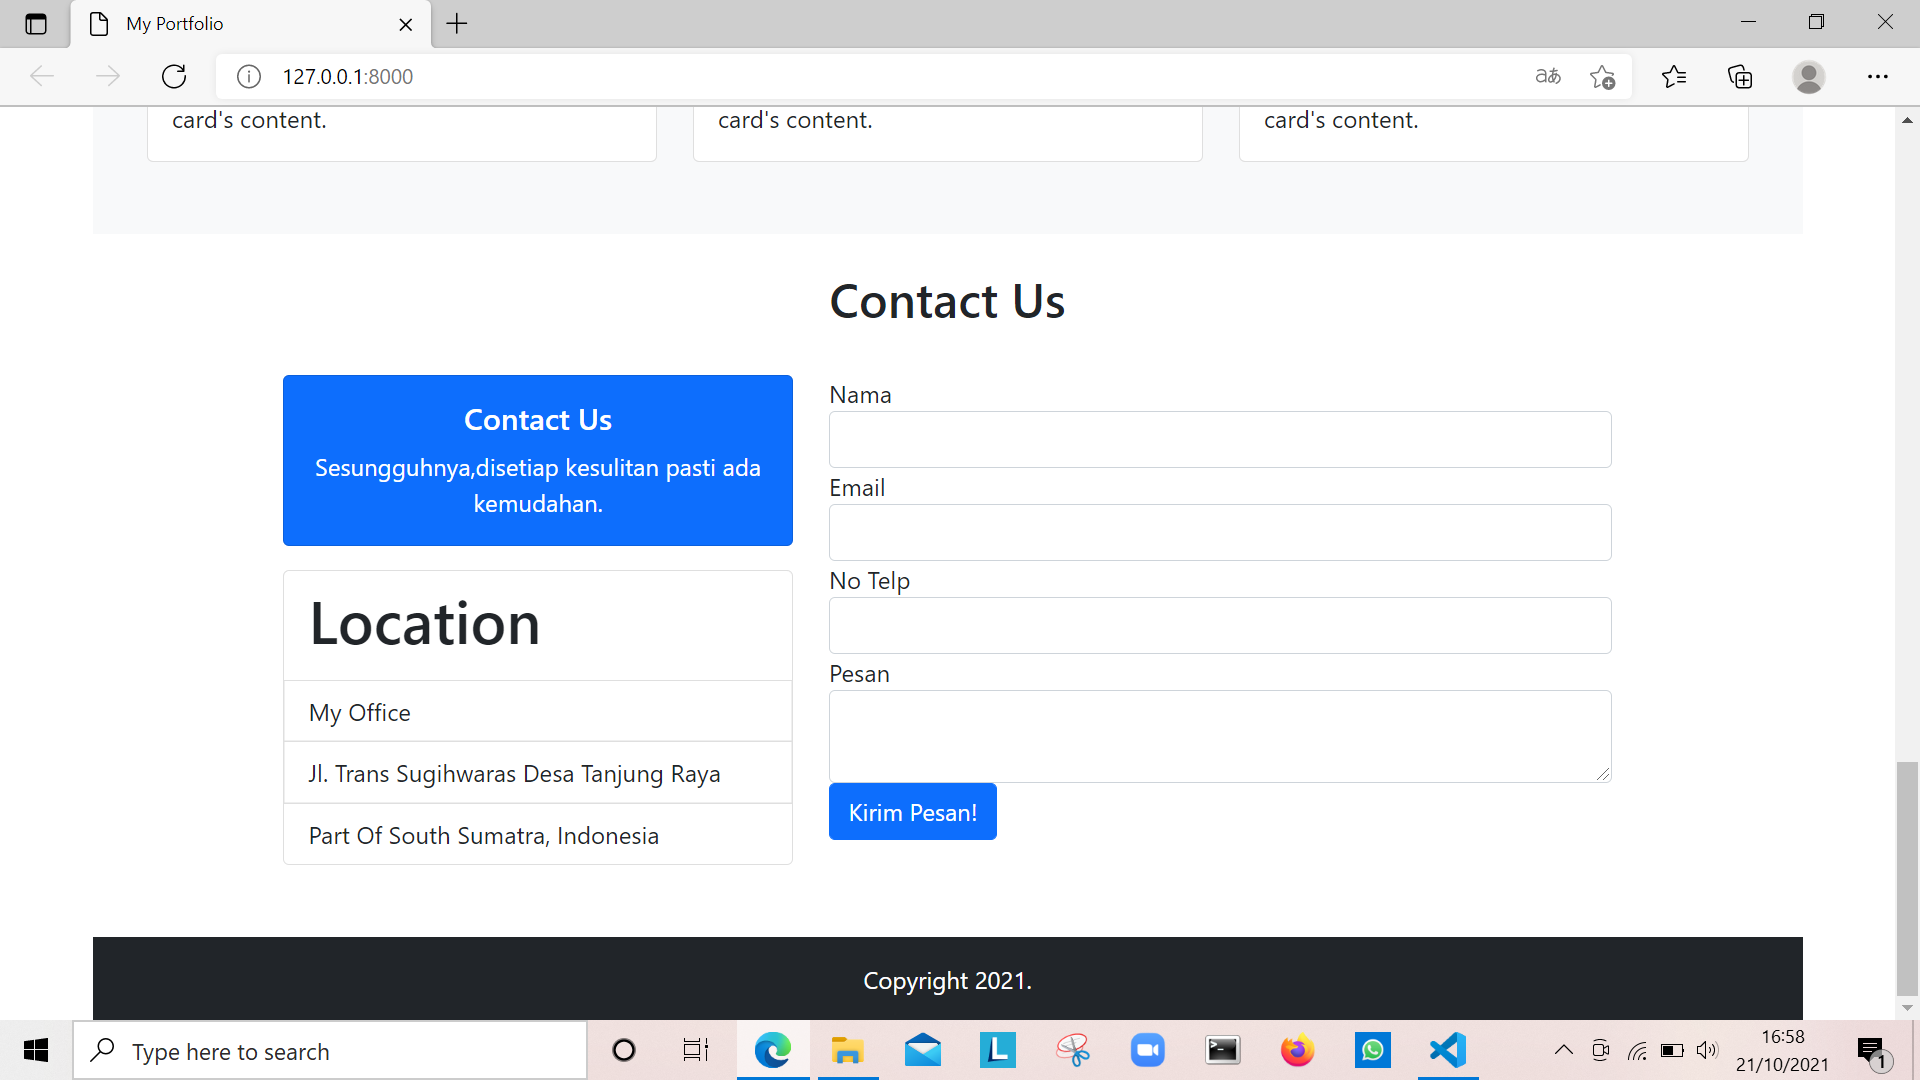 My Portfolio
127.0.0.1:8000
aあ
card's content.
card's content.
card's content.
Contact Us
Contact Us
Sesungguhnya,disetiap kesulitan pasti ada
kemudahan.
Location
My Office
Jl. Trans Sugihwaras Desa Tanjung Raya
Part Of South Sumatra, Indonesia
Nama
Email
No Telp
Pesan
Kirim Pesan!
Copyright 2021.
Type here to search
L
16:58
21/10/2021
1